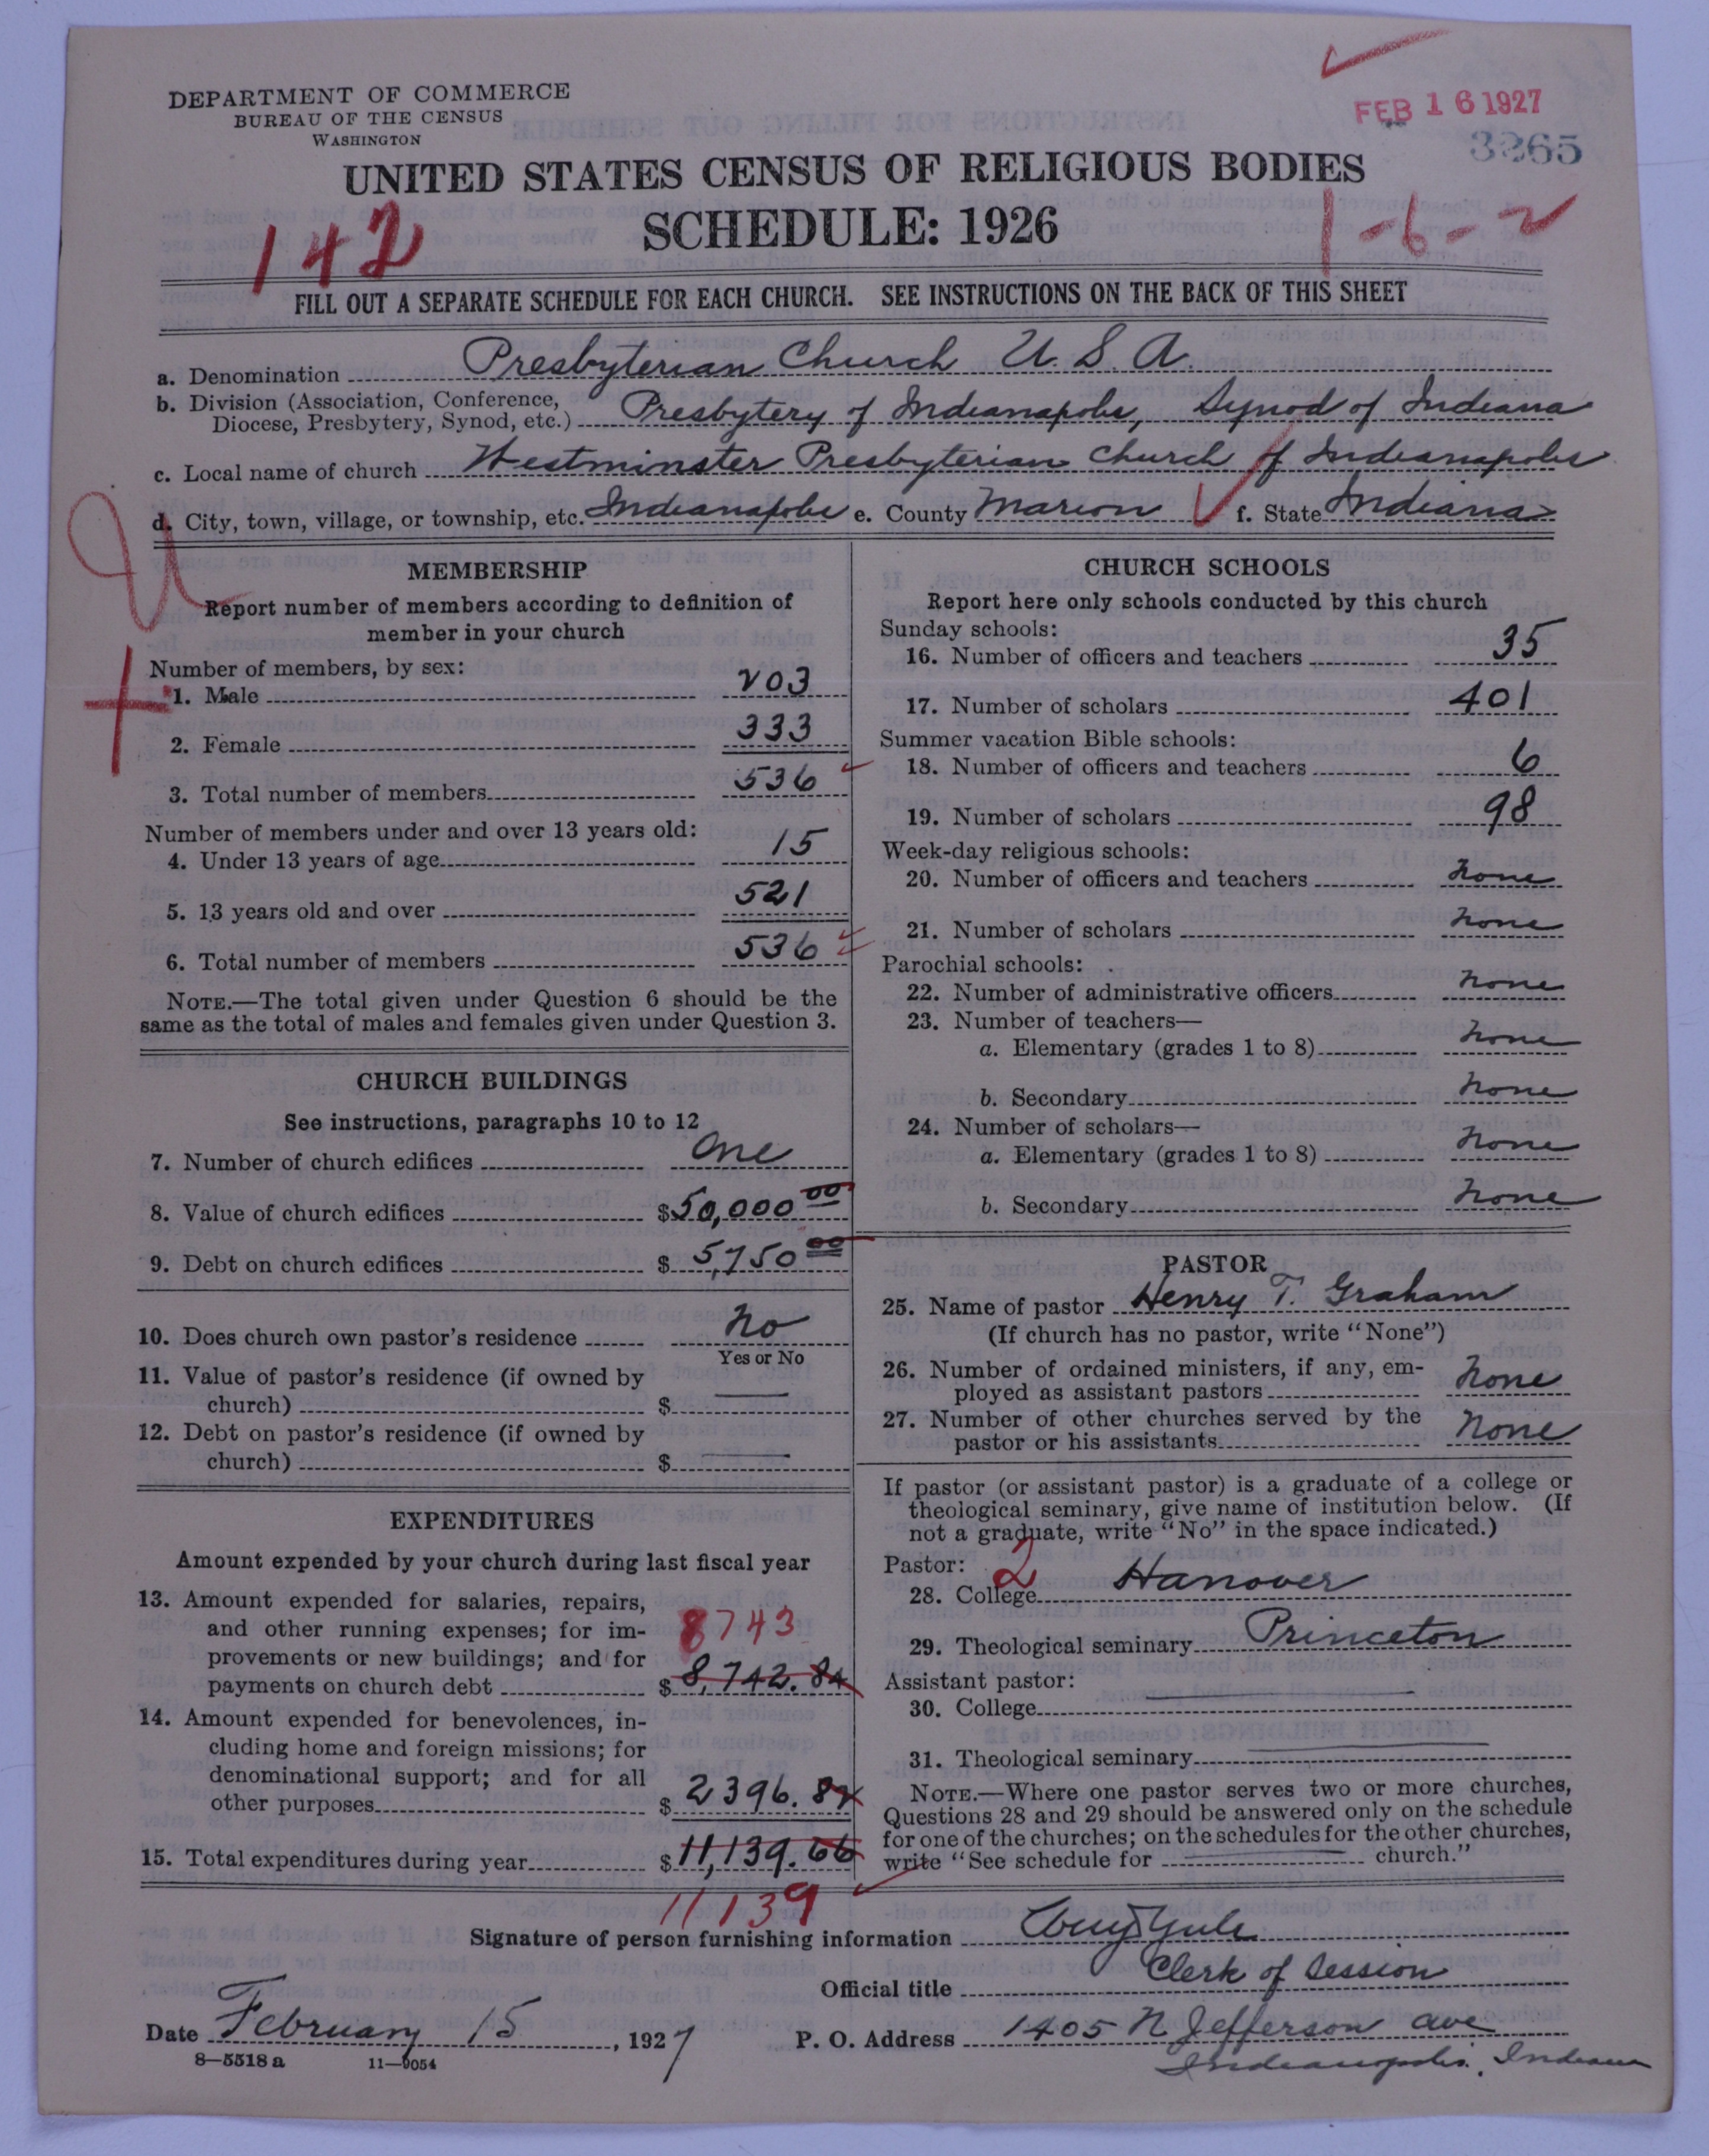 DEPARTMENT OF COMMERCE
BUREAU OF THE CENSUS
WASHINGTON
FEB 16 1927
3265
UNITED STATES CENSUS OF RELIGIOUS BODIES
SCHEDULE: 1926
142
1-6-2
FILL OUT A SEPARATE SCHEDULE FOR EACH CHURCH. SEE INSTRUCTIONS ON THE BACK OF THIS SHEET
a. Denomination Presbyterian Church U.S.A.
b. Division (Association, Conference, Diocese, Presbytery, Synod, etc.) Presbytery of Indianapolis, Synod of Indiana
c. Local name of church Westminster Presbyterian Church of Indianapolis
d. City, town, village, or township, etc. Indianapolis e. County Marion f. State Indiana
MEMBERSHIP
Report number of members according to definition of
member in your church
Number of members, by sex:
1. Male 203
2. Female 333
3. Total number of members 536
Number of members under and over 13 years old:
4. Under 13 years of age 15
5. 13 years old and over 521
6. Total number of members 536
NOTE.—The total given under Question 6 should be the
same as the total of males and females given under Question 3.
CHURCH BUILDINGS
See instructions, paragraphs 10 to 12
7. Number of church edifices One
8. Value of church edifices $50,000 00
9. Debt on church edifices $5,750 00
10. Does church own pastor's residence No
Yes or No
11. Value of pastor's residence (if owned by
church) $
12. Debt on pastor's residence (if owned by
church) $
EXPENDITURES
Amount expended by your church during last fiscal year
13. Amount expended for salaries, repairs,
and other running expenses; for im-
8743
provements or new buildings; and for
payments on church debt $8,742.84
14. Amount expended for benevolences, in-
cluding home and foreign missions; for
denominational support; and for all
other purposes $2396.82
15. Total expenditures during year $11,139.66
11139
CHURCH SCHOOLS
Report here only schools conducted by this church
Sunday schools:
16. Number of officers and teachers 35
17. Number of scholars 401
Summer vacation Bible schools:
18. Number of officers and teachers 6
19. Number of scholars 98
Week-day religious schools:
20. Number of officers and teachers none
21. Number of scholars none
Parochial schools:
22. Number of administrative officers none
23. Number of teachers—
a. Elementary (grades 1 to 8) none
b. Secondary none
24. Number of scholars—
a. Elementary (grades 1 to 8) none
b. Secondary none
PASTOR
25. Name of pastor Henry T. Graham
(If church has no pastor, write "None")
26. Number of ordained ministers, if any, em-
ployed as assistant pastors None
27. Number of other churches served by the
pastor or his assistants None
If pastor (or assistant pastor) is a graduate of a college or
theological seminary, give name of institution below. (If
not a graduate, write "No" in the space indicated.)
Pastor: 2
28. College Hanover
29. Theological seminary Princeton
Assistant pastor:
30. College
31. Theological seminary
NOTE.—Where one pastor serves two or more churches,
Questions 28 and 29 should be answered only on the schedule
for one of the churches; on the schedules for the other churches,
write "See schedule for church."
Signature of person furnishing information Yule
Official title Clerk of Session
Date February 15, 1927
P. O. Address 1405 N Jefferson ave
Indianapolis, Indiana
8—5518 a 11—9054